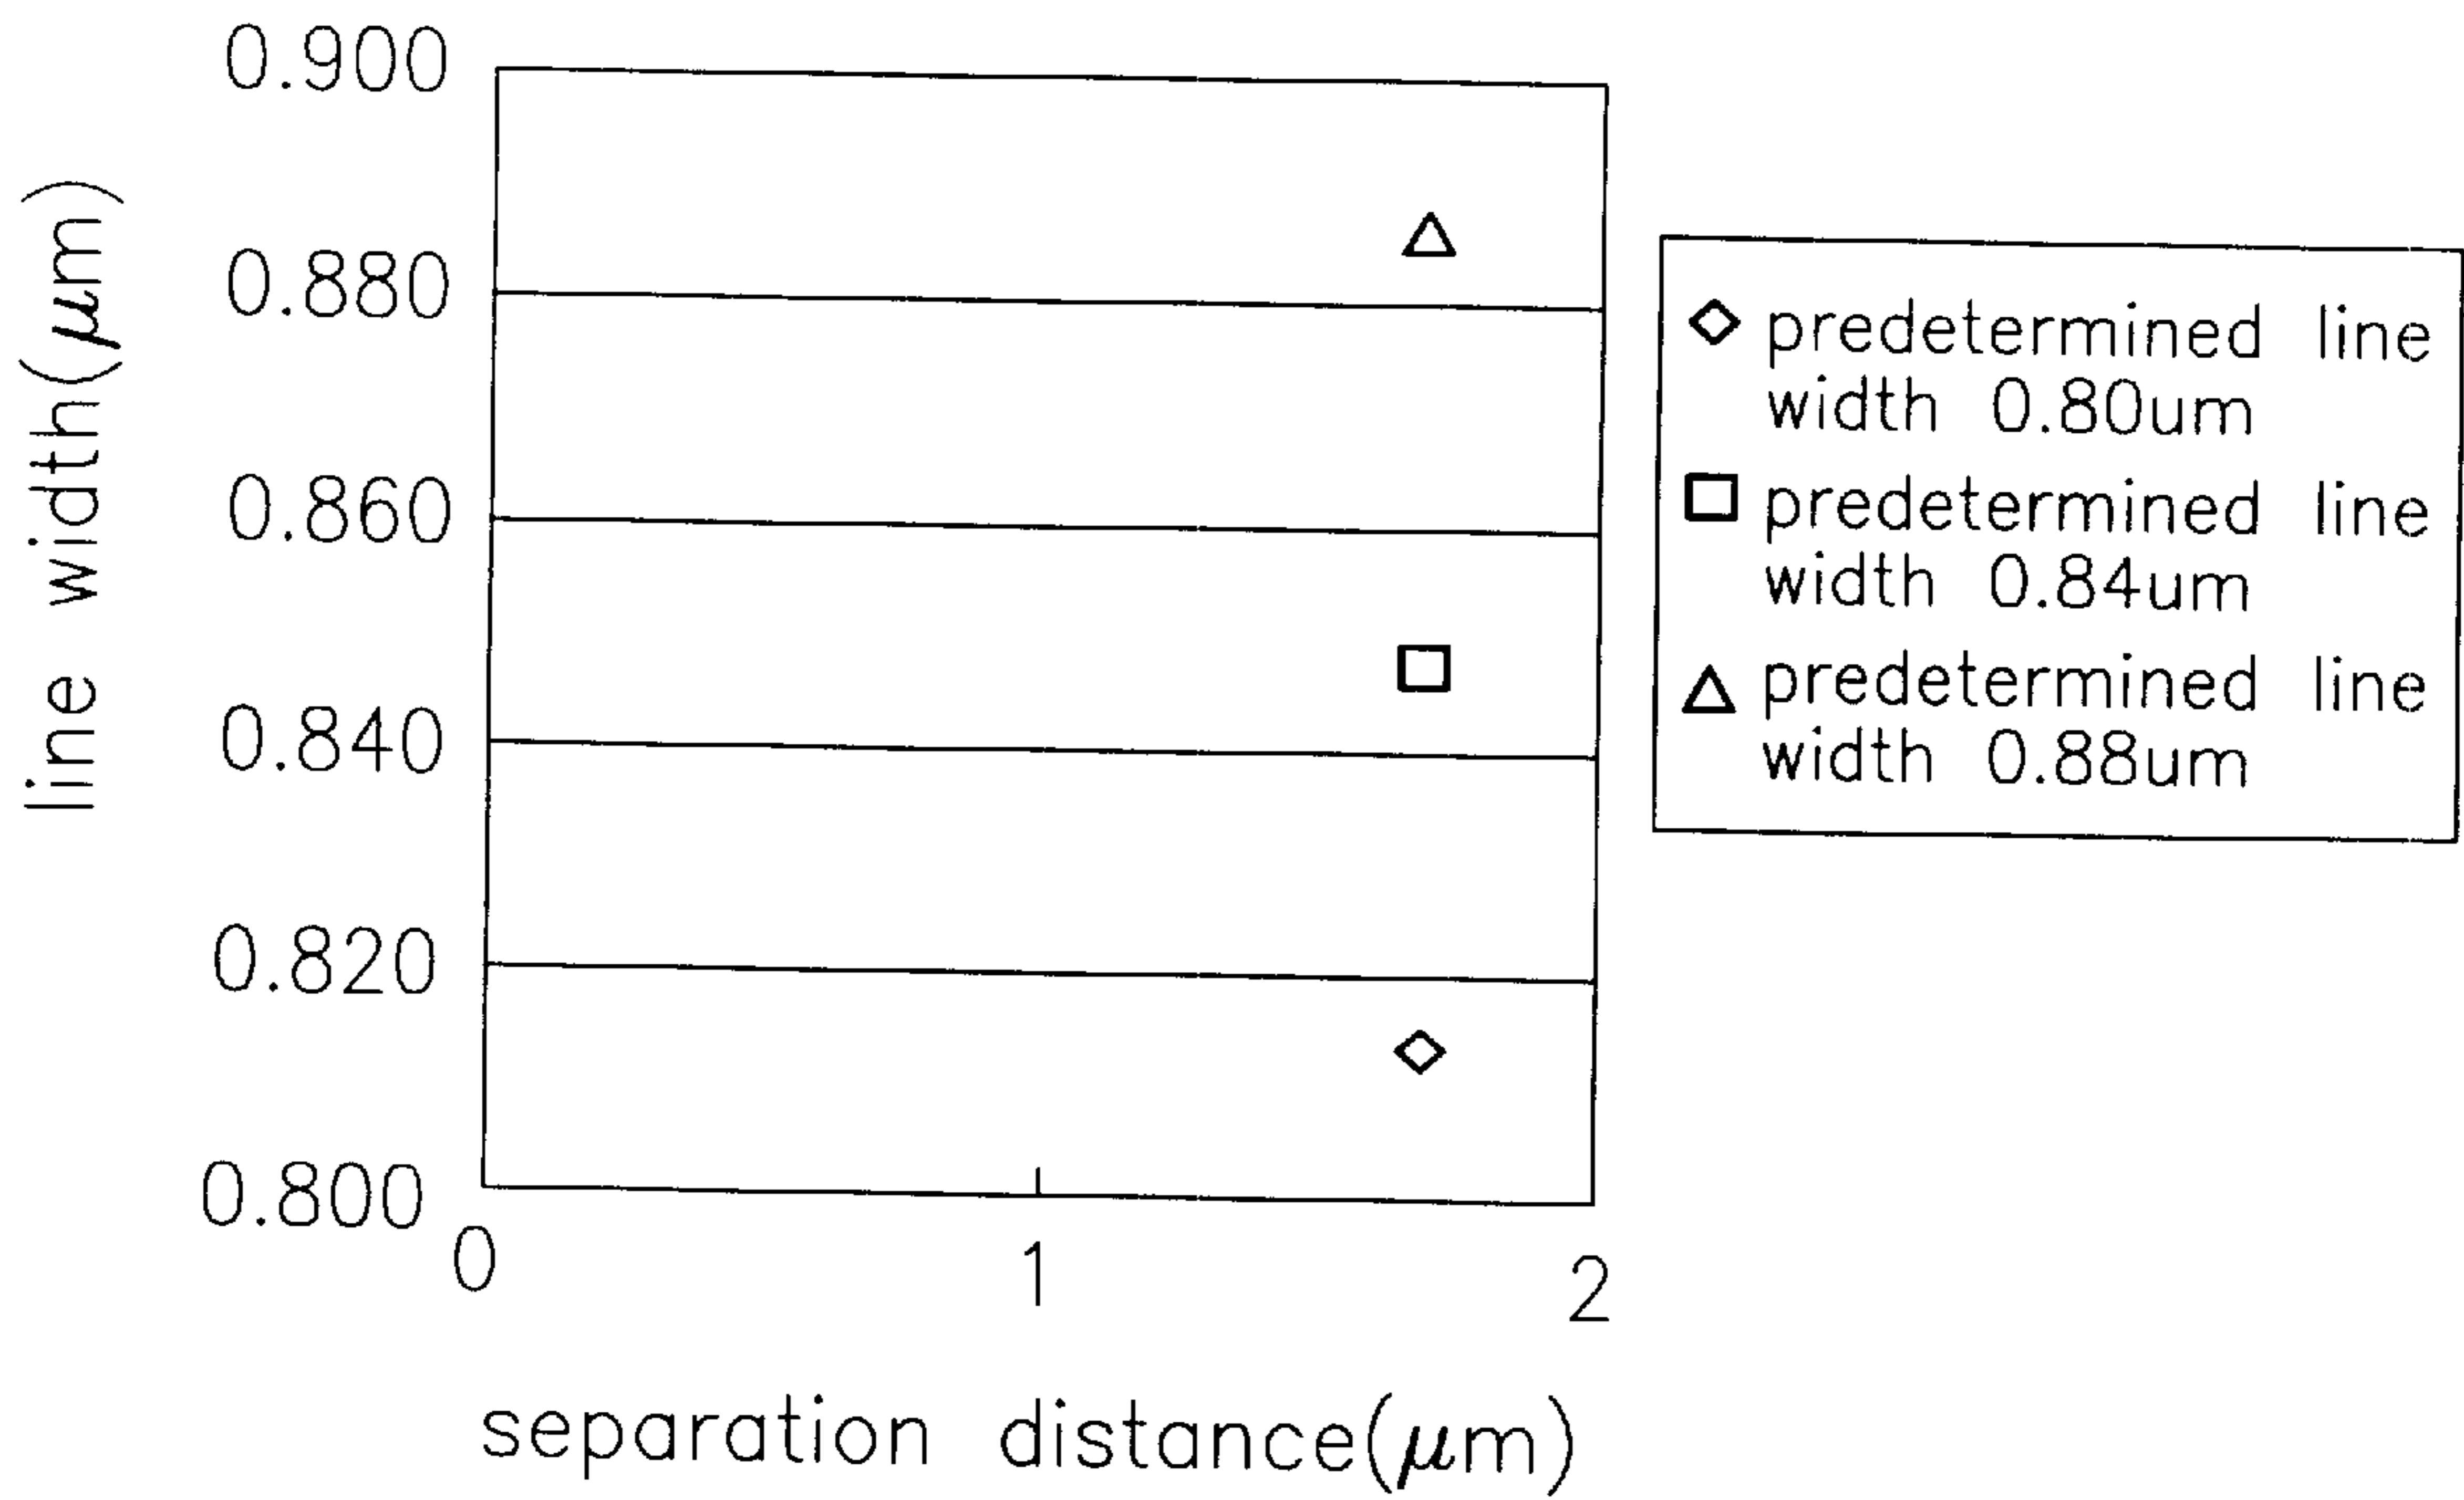 line width(μm)
0.900
0.880
0.860
0.840
0.820
0.800
0
1
2
separation distance(μm)
predetermined line
width 0.80um
predetermined line
width 0.84um
predetermined line
width 0.88um